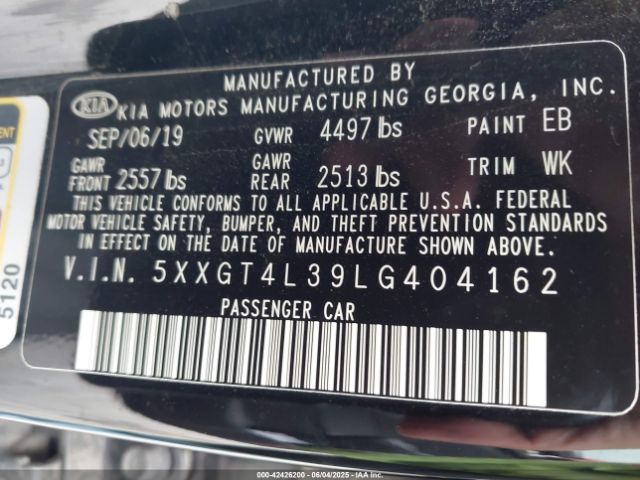 MANUFACTURED BY
KIA KIA MOTORS MANUFACTURING GEORGIA, INC.
SEP/06/19 GVWR 4497 lbs PAINT EB
GAWR FRONT 2557 lbs GAWR REAR 2513 lbs TRIM WK
THIS VEHICLE CONFORMS TO ALL APPLICABLE U.S.A. FEDERAL
MOTOR VEHICLE SAFETY, BUMPER, AND THEFT PREVENTION STANDARDS
IN EFFECT ON THE DATE OF MANUFACTURE SHOWN ABOVE.
V.I.N. 5XXGT4L39LG404162
PASSENGER CAR
5120
000-42426200 - 06/04/2025 - IAAI.COM